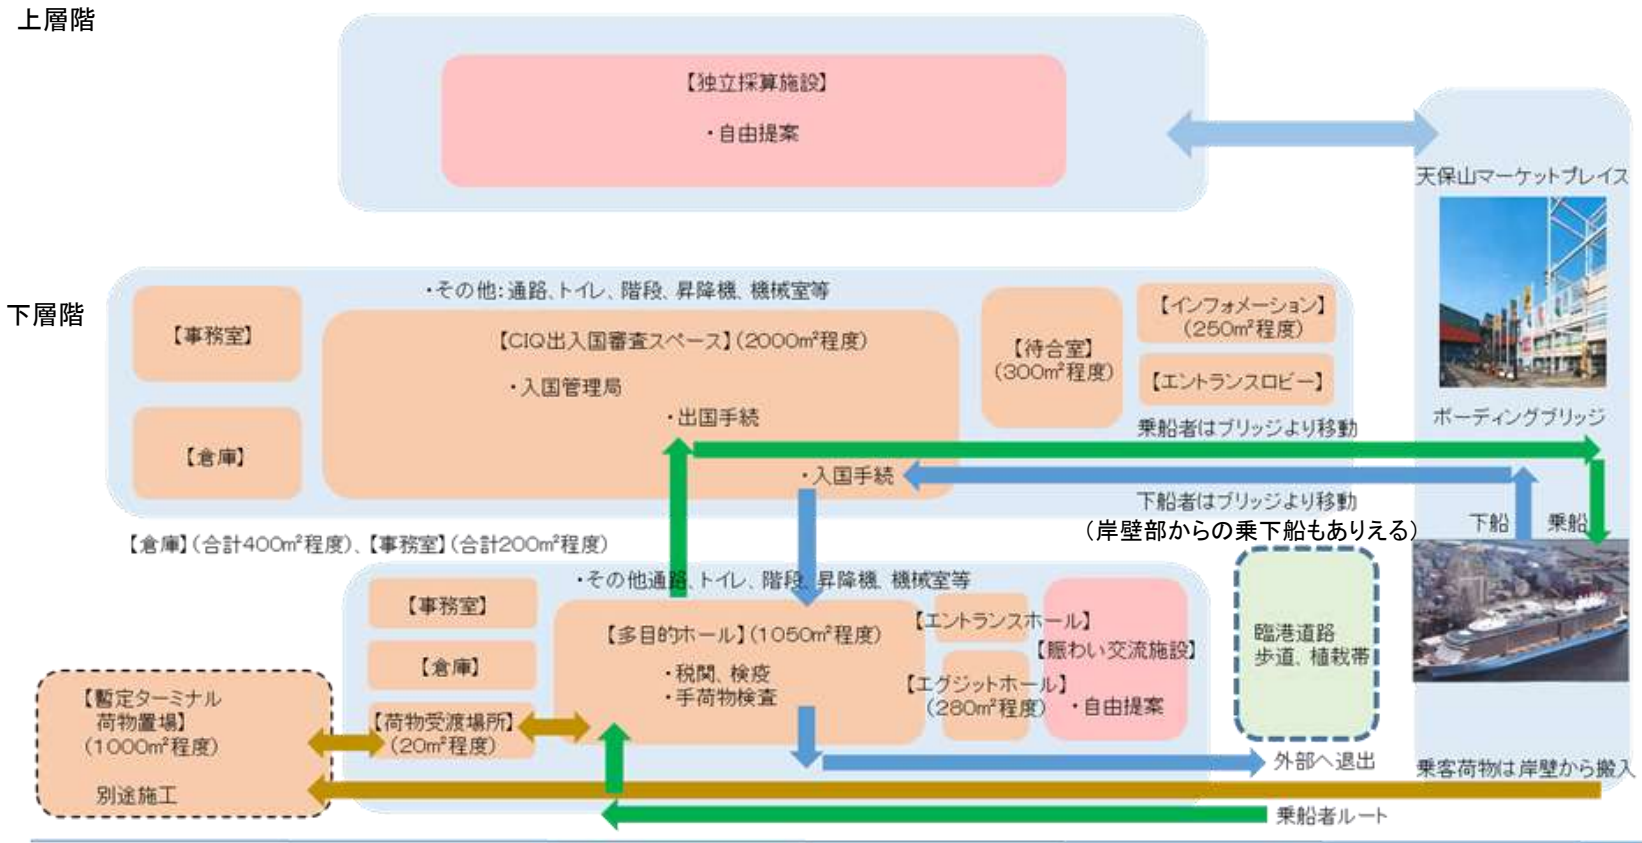 上層階
【独立採算施設】
・自由提案
天保山マーケットプレイス
下層階
・その他：通路、トイレ、階段、昇降機、機械室等
【事務室】
【倉庫】
【CIQ出入国審査スペース】(2000m²程度)
・入国管理局
・出国手続
・入国手続
【待合室】
(300m²程度)
【インフォメーション】
(250m²程度)
【エントランスロビー】
ボーディングブリッジ
乗船者はブリッジより移動
下船者はブリッジより移動
(岸壁部からの乗下船もありえる)
下船
乗船
【倉庫】(合計400m²程度)、【事務室】(合計200m²程度)
・その他通路、トイレ、階段、昇降機、機械室等
【事務室】
【倉庫】
【荷物受渡場所】
(20m²程度)
【多目的ホール】(1050m²程度)
・税関、検疫
・手荷物検査
【エントランスホール】
【エグジットホール】
(280m²程度)
【賑わい交流施設】
・自由提案
臨港道路
歩道、植栽帯
【暫定ターミナル
荷物置場】
(1000m²程度)
別途施工
外部へ退出
乗客荷物は岸壁から搬入
乗船者ルート